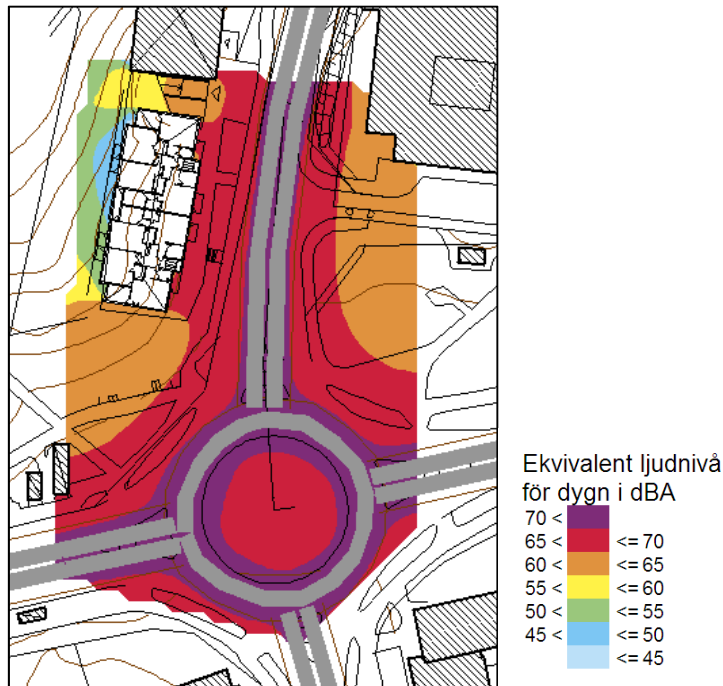 Ekvivalent ljudnivå
för dygn i dBA
70 <
65 < <= 70
60 < <= 65
55 < <= 60
50 < <= 55
45 < <= 50
<= 45